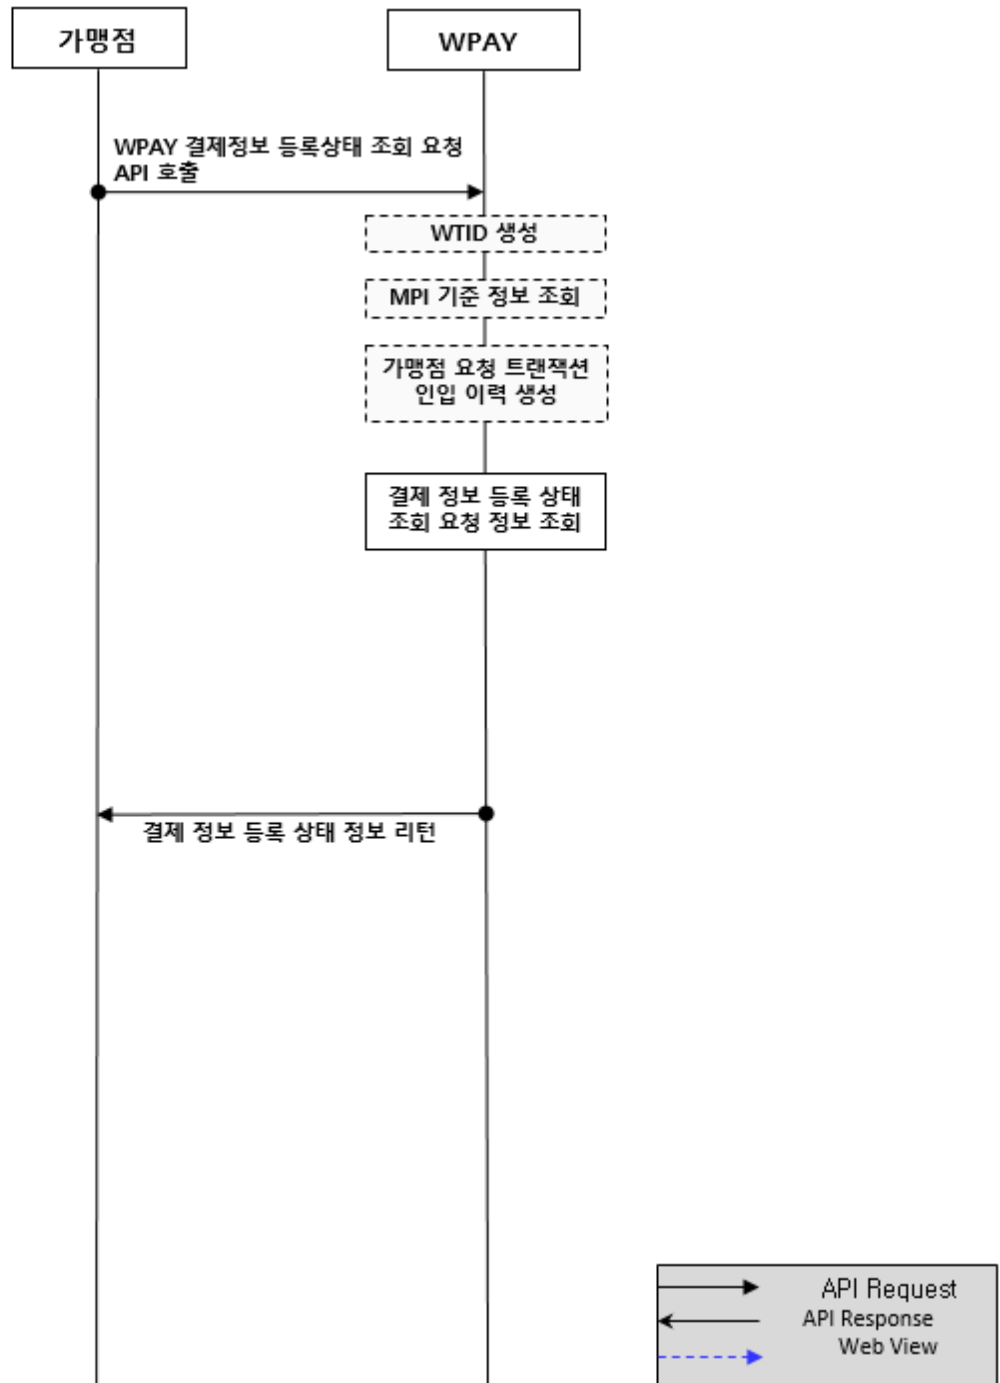 가맹점
WPAY
WPAY 결제정보 등록상태 조회 요청
API 호출
WTID 생성
MPI 기준 정보 조회
가맹점 요청 트랜잭션
인입 이력 생성
결제 정보 등록 상태
조회 요청 정보 조회
결제 정보 등록 상태 정보 리턴
API Request
API Response
Web View